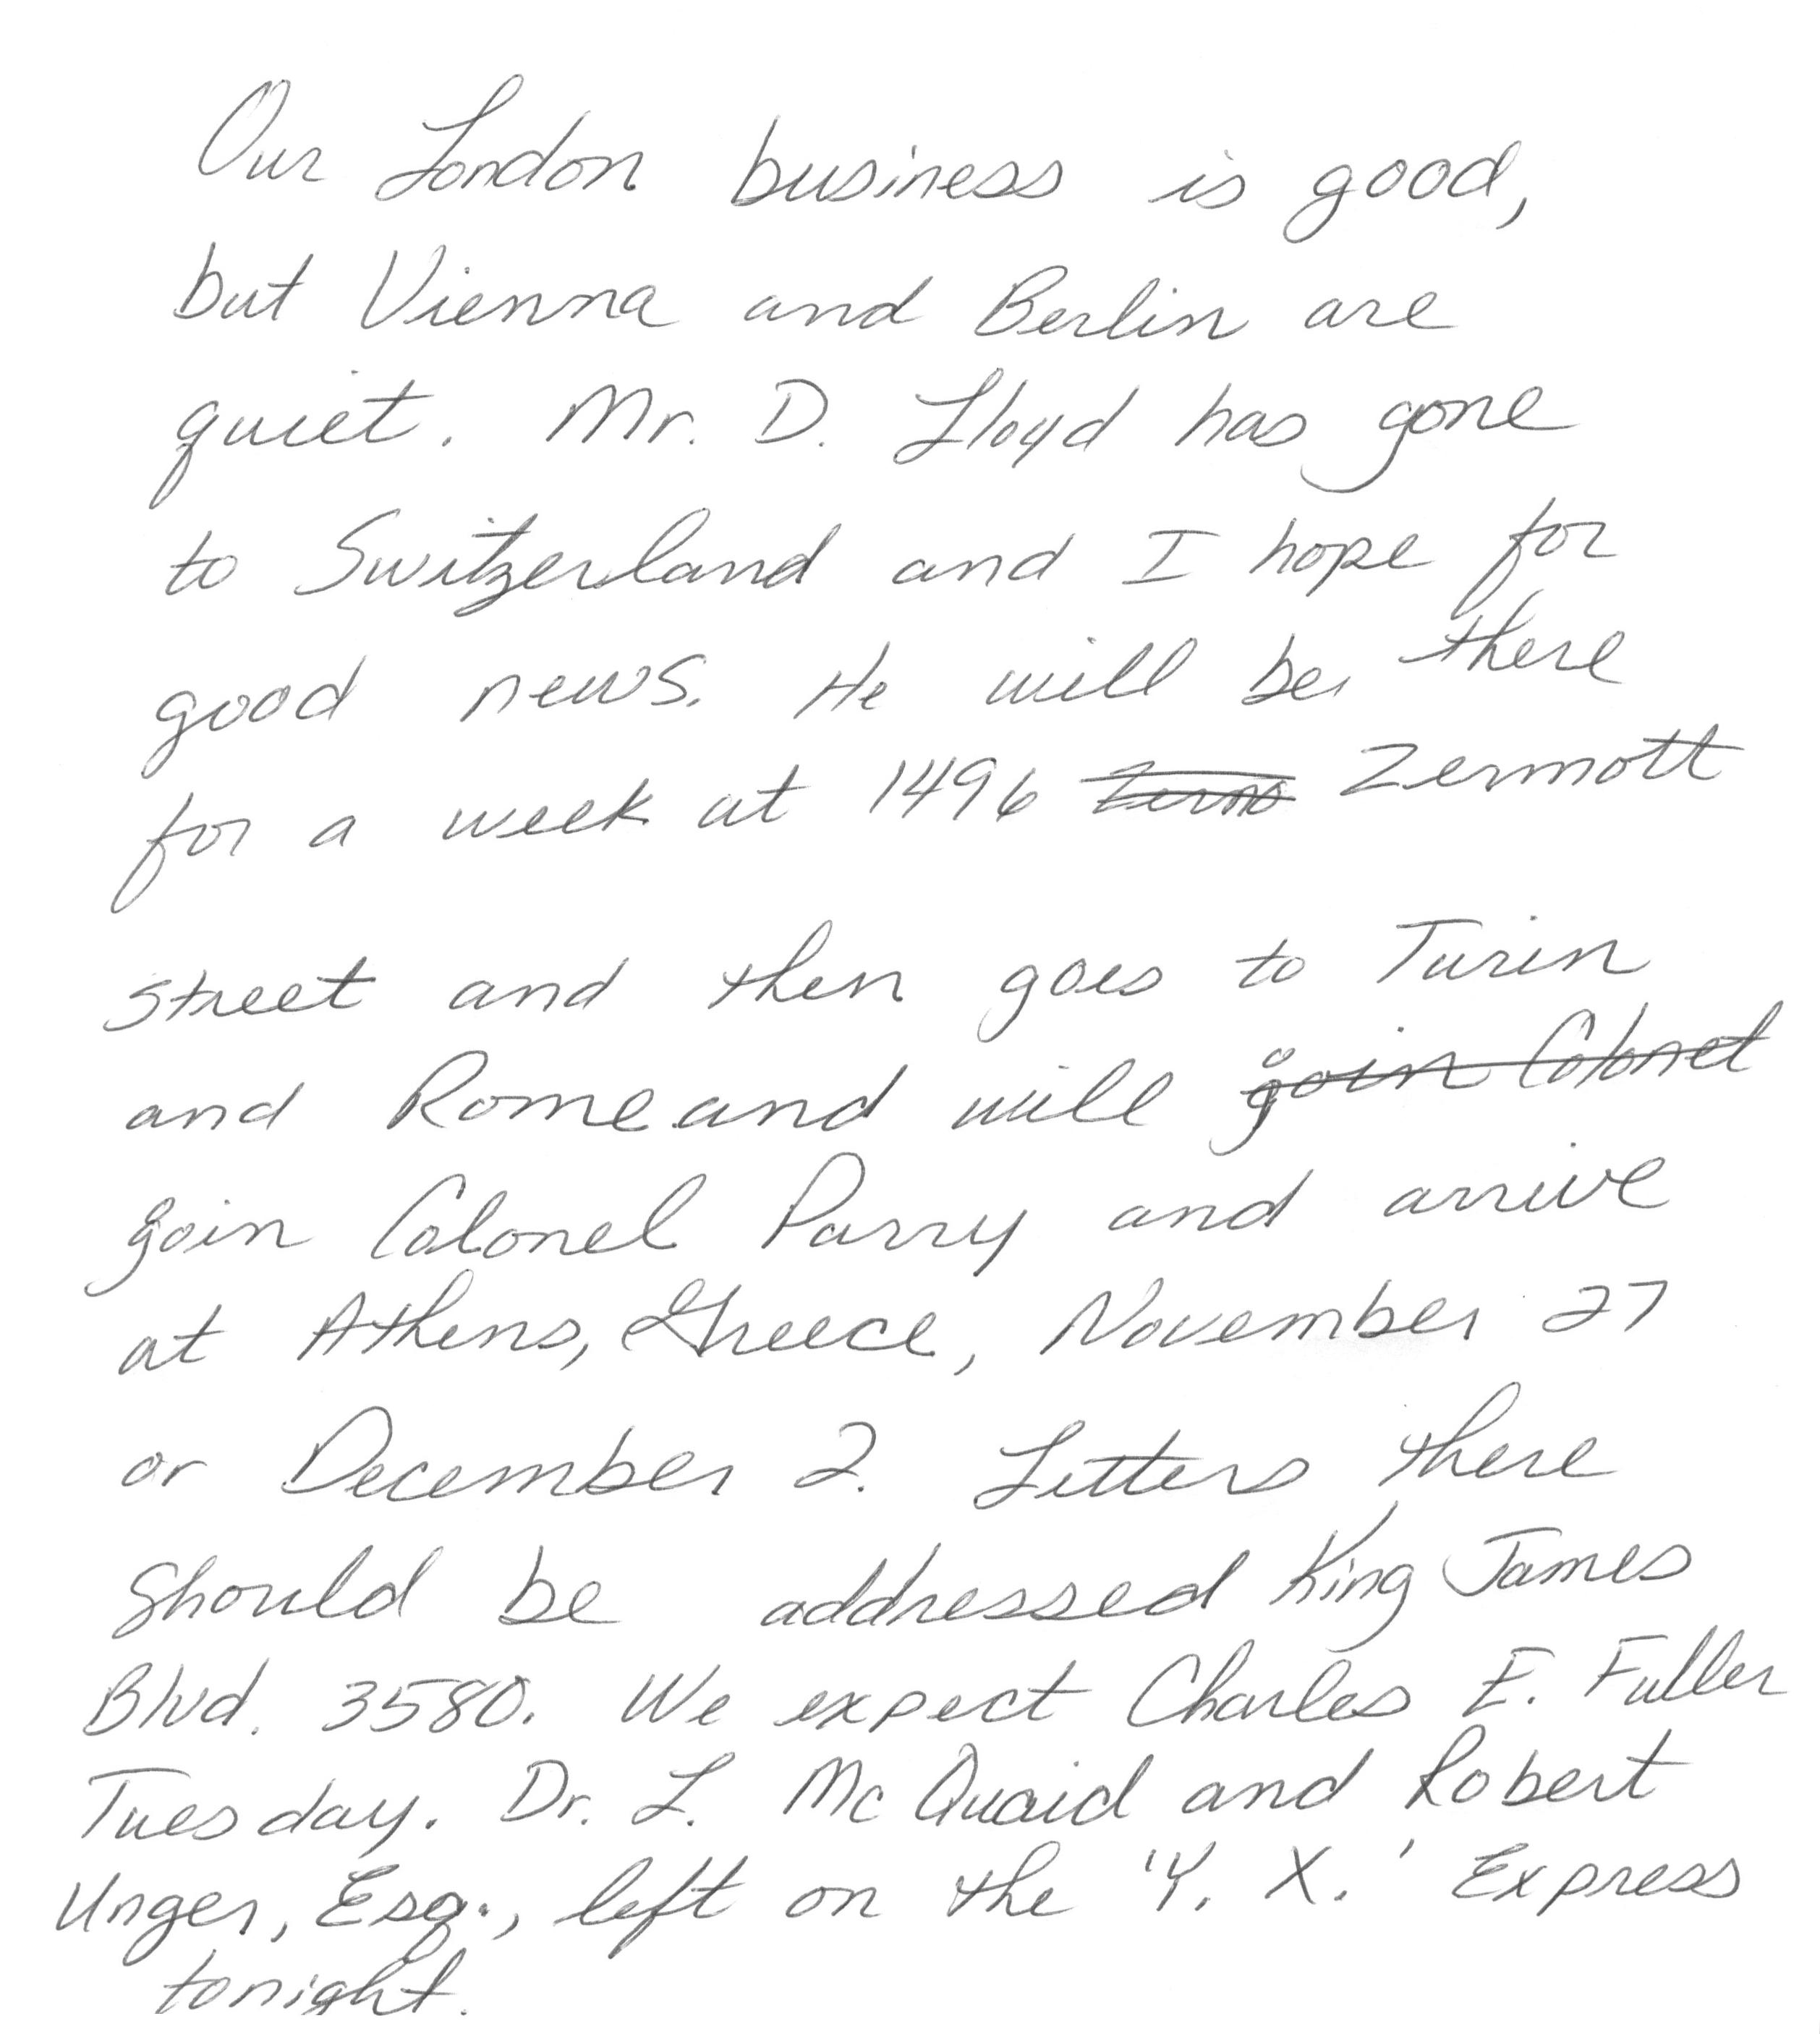 Our London business is good,
but Vienna and Berlin are
quiet. Mr. D. Lloyd has gone
to Switzerland and I hope for
good news. He will be there
for a week at 1496 Zermott
street and then goes to Turin
and Rome and will join Colonel
join Colonel Parry and arrive
at Athens, Greece, November 27
or December 2. Letters there
should be addressed King James
Blvd. 3580. We expect Charles E. Fuller
Tuesday. Dr. L. McQuaid and Robert
Unger, Esq., left on the 'Y. X.' Express
tonight.